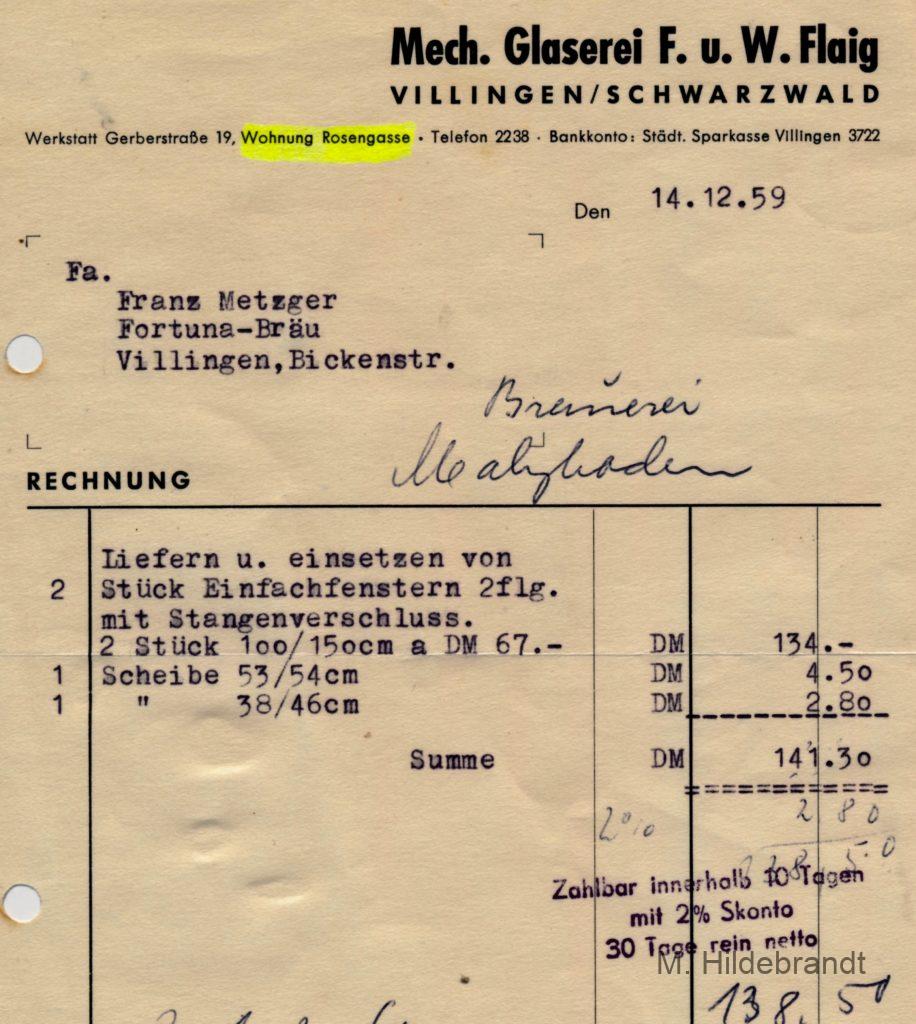 Mech. Glaserei F. u. W. Flaig
VILLINGEN/SCHWARZWALD
Werkstatt Gerberstraße 19, Wohnung Rosengasse · Telefon 2238 · Bankkonto: Städt. Sparkasse Villingen 3722
Den 14.12.59
Fa.
Franz Metzger
Fortuna-Bräu
Villingen,Bickenstr.
Brauerei
Malzboden
RECHNUNG
Liefern u. einsetzen von
2 Stück Einfachfenstern 2flg.
mit Stangenverschluss.
2 Stück 1oo/15ocm a DM 67.- DM 134.-
1 Scheibe 53/54cm DM 4.5o
1 " 38/46cm DM 2.8o
Summe DM 141.3o
2% 2 80
138 50
Zahlbar innerhalb 10 Tagen
mit 2% Skonto
30 Tage rein netto
M. Hildebrandt
138,50